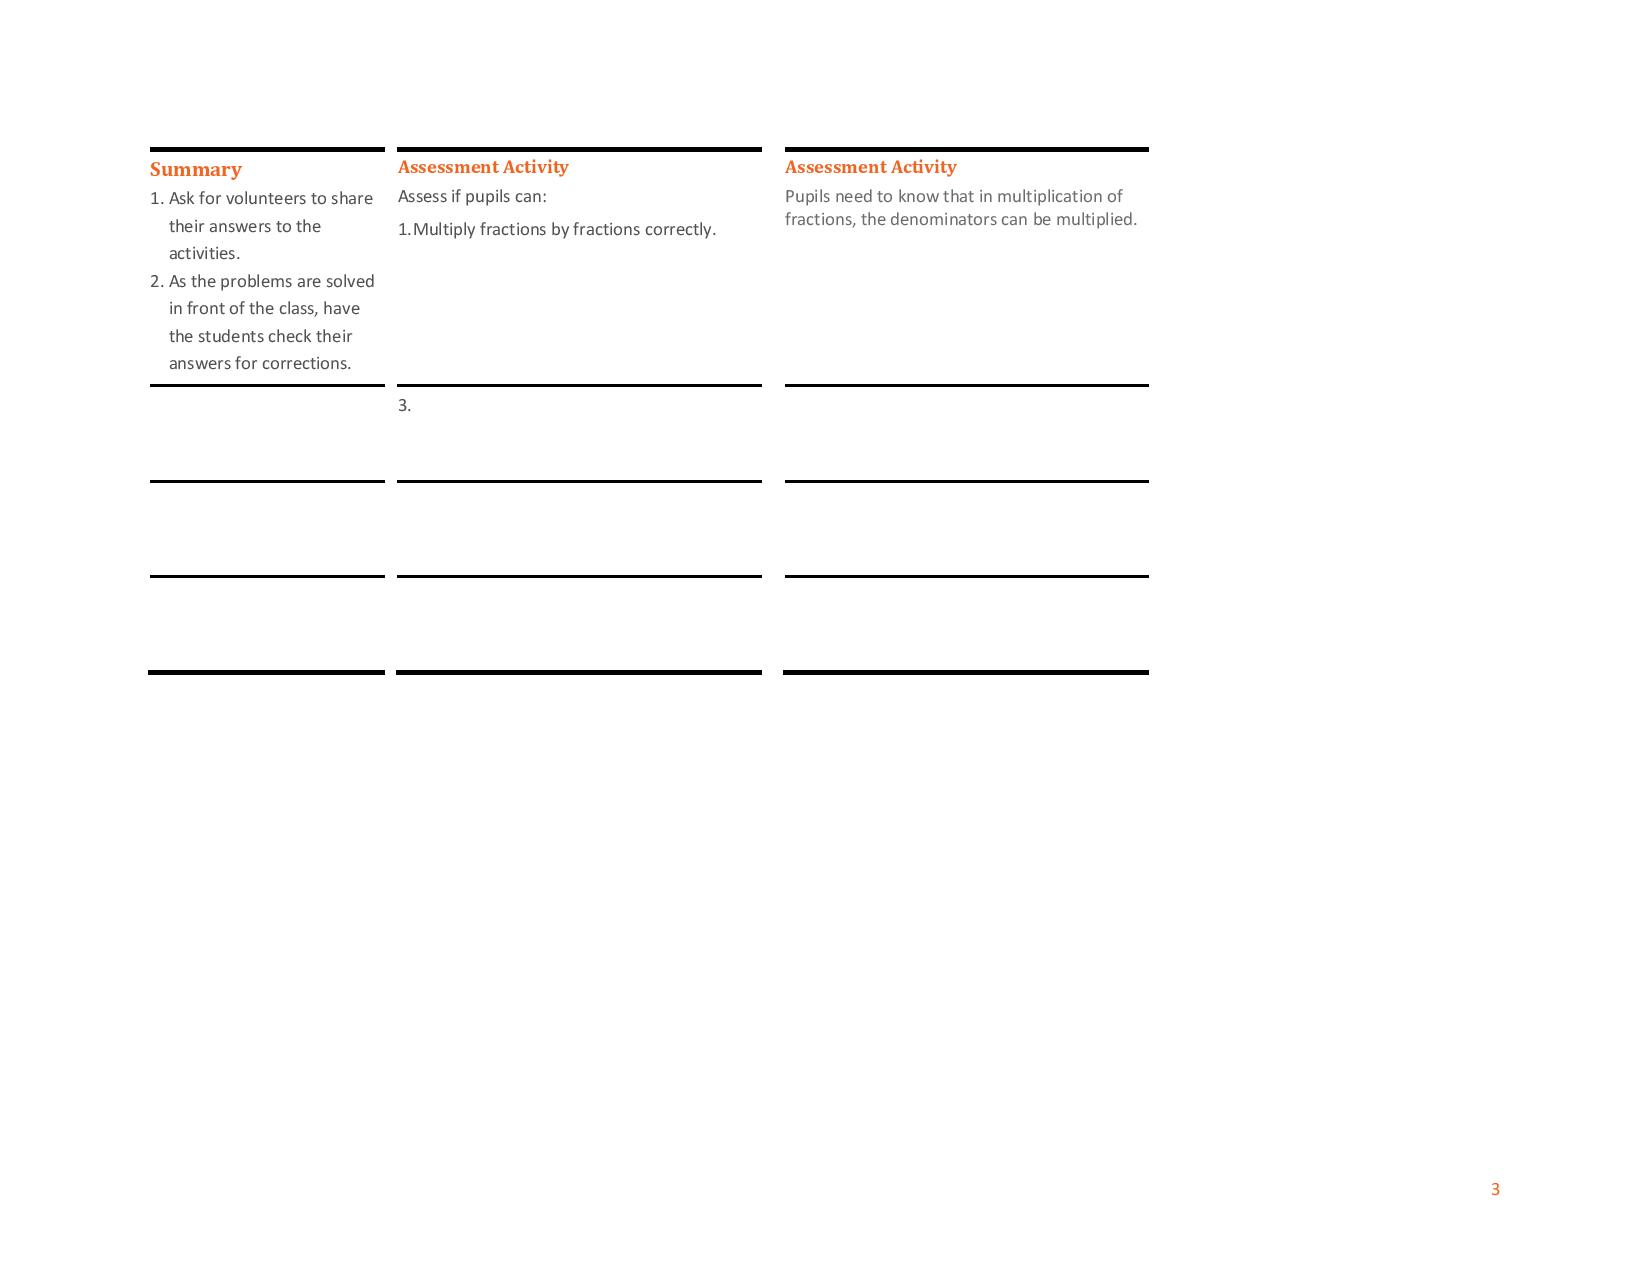 Summary
1. Ask for volunteers to share
their answers to the
activities.
2. As the problems are solved
in front of the class, have
the students check their
answers for corrections.
Assessment Activity
Assess if pupils can:
1.Multiply fractions by fractions correctly.
3.
Assessment Activity
Pupils need to know that in multiplication of
fractions, the denominators can be multiplied.
3